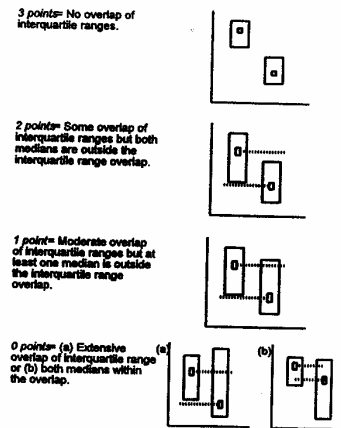 3 points= No overlap of
interquartile ranges.
2 points= Some overlap of
interquartile ranges but both
medians are outside the
interquartile range overlap.
1 point= Moderate overlap
of interquartile ranges but at
least one median is outside
the interquartile range
overlap.
0 points= (a) Extensive
overlap of interquartile range
or (b) both medians within
the overlap.
(a)
(b)